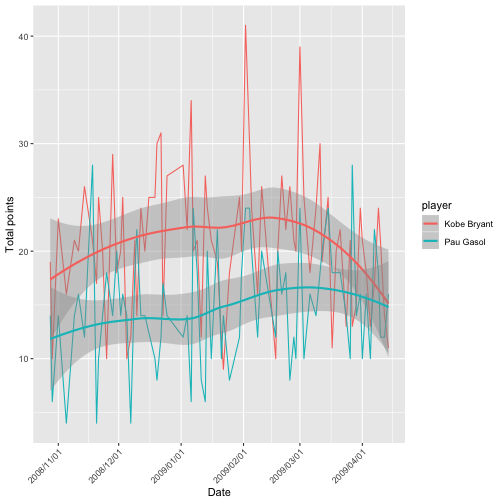 Total points
40
30
20
10
2008/11/01
2008/12/01
2009/01/01
2009/02/01
2009/03/01
2009/04/01
Date
player
Kobe Bryant
Pau Gasol